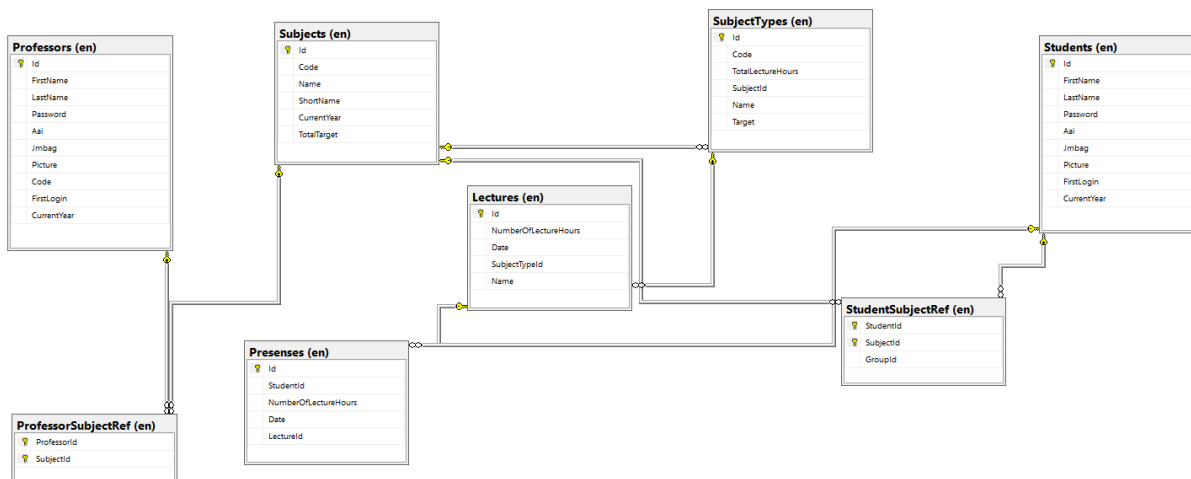 Professors (en)
Id
FirstName
LastName
Password
Aai
Jmbag
Picture
Code
FirstLogin
CurrentYear
Subjects (en)
Id
Code
Name
ShortName
CurrentYear
TotalTarget
SubjectTypes (en)
Id
Code
TotalLectureHours
SubjectId
Name
Target
Students (en)
Id
FirstName
LastName
Password
Aai
Jmbag
Picture
FirstLogin
CurrentYear
Lectures (en)
Id
NumberOfLectureHours
Date
SubjectTypeId
Name
StudentSubjectRef (en)
StudentId
SubjectId
GroupId
Presenses (en)
Id
StudentId
NumberOfLectureHours
Date
LectureId
ProfessorSubjectRef (en)
ProfessorId
SubjectId